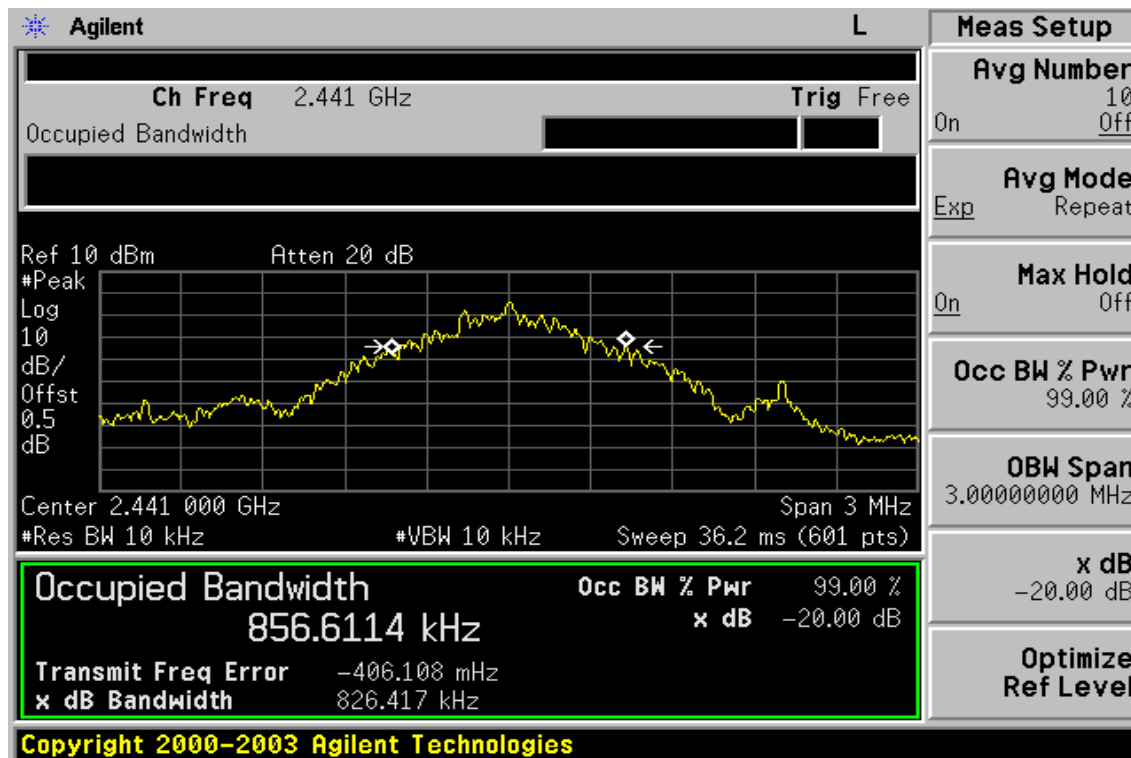 Agilent L
Ch Freq 2.441 GHz Trig Free
Occupied Bandwidth
Ref 10 dBm Atten 20 dB
#Peak
Log
10
dB/
Offst
0.5
dB
Center 2.441 000 GHz Span 3 MHz
#Res BW 10 kHz #VBW 10 kHz Sweep 36.2 ms (601 pts)
Occupied Bandwidth
856.6114 kHz
Occ BW % Pwr 99.00 %
x dB -20.00 dB
Transmit Freq Error -406.108 mHz
x dB Bandwidth 826.417 kHz
Copyright 2000-2003 Agilent Technologies
Meas Setup
Avg Number
10
On Off
Avg Mode
Exp Repeat
Max Hold
On Off
Occ BW % Pwr
99.00 %
OBW Span
3.00000000 MHz
x dB
-20.00 dB
Optimize
Ref Level